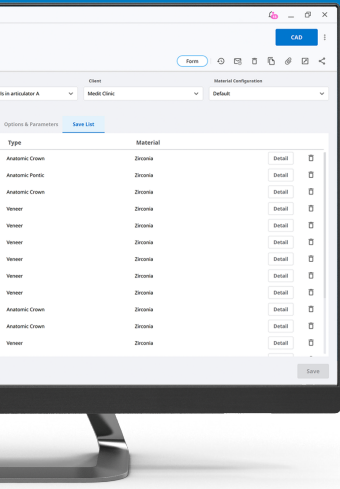 CAD
Form
Client
Material Configuration
ls in articulator A
Medit Clinic
Default
Options & Parameters
Save List
Type
Material
Anatomic Crown
Zirconia
Detail
Anatomic Pontic
Zirconia
Detail
Anatomic Crown
Zirconia
Detail
Veneer
Zirconia
Detail
Veneer
Zirconia
Detail
Veneer
Zirconia
Detail
Veneer
Zirconia
Detail
Veneer
Zirconia
Detail
Veneer
Zirconia
Detail
Anatomic Crown
Zirconia
Detail
Anatomic Crown
Zirconia
Detail
Veneer
Zirconia
Detail
Save